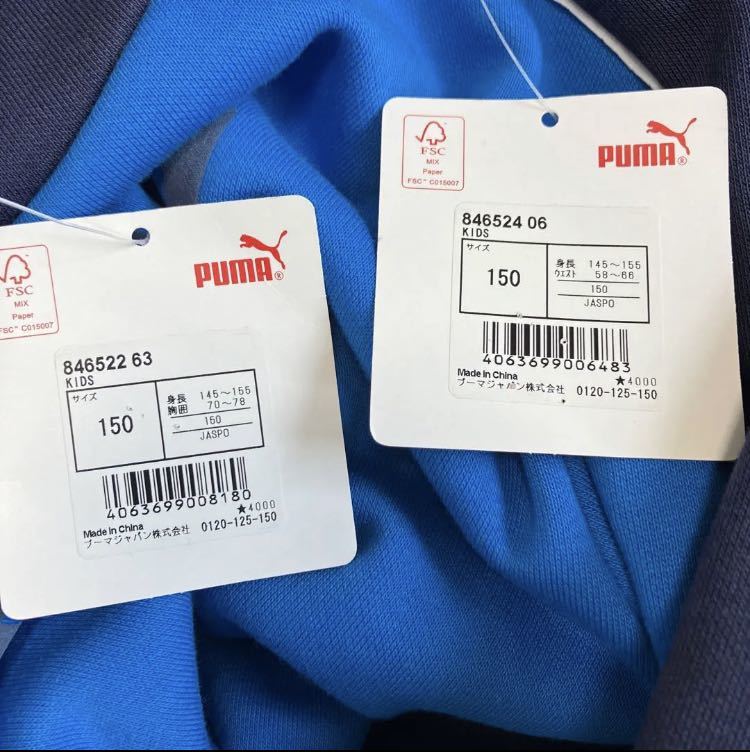 FSC
MIX
Paper
FSC™ C015007
PUMA®
846522 63
KIDS
サイズ
150
身長 145～155
胸囲 70～78
150
JASPO
4063699008180
★4000
Made in China
プーマジャパン株式会社 0120-125-150
FSC
MIX
Paper
FSC™ C015007
PUMA®
846524 06
KIDS
サイズ
150
身長 145～155
ウエスト 58～66
150
JASPO
4063699006483
★4000
Made in China
プーマジャパン株式会社 0120-125-150